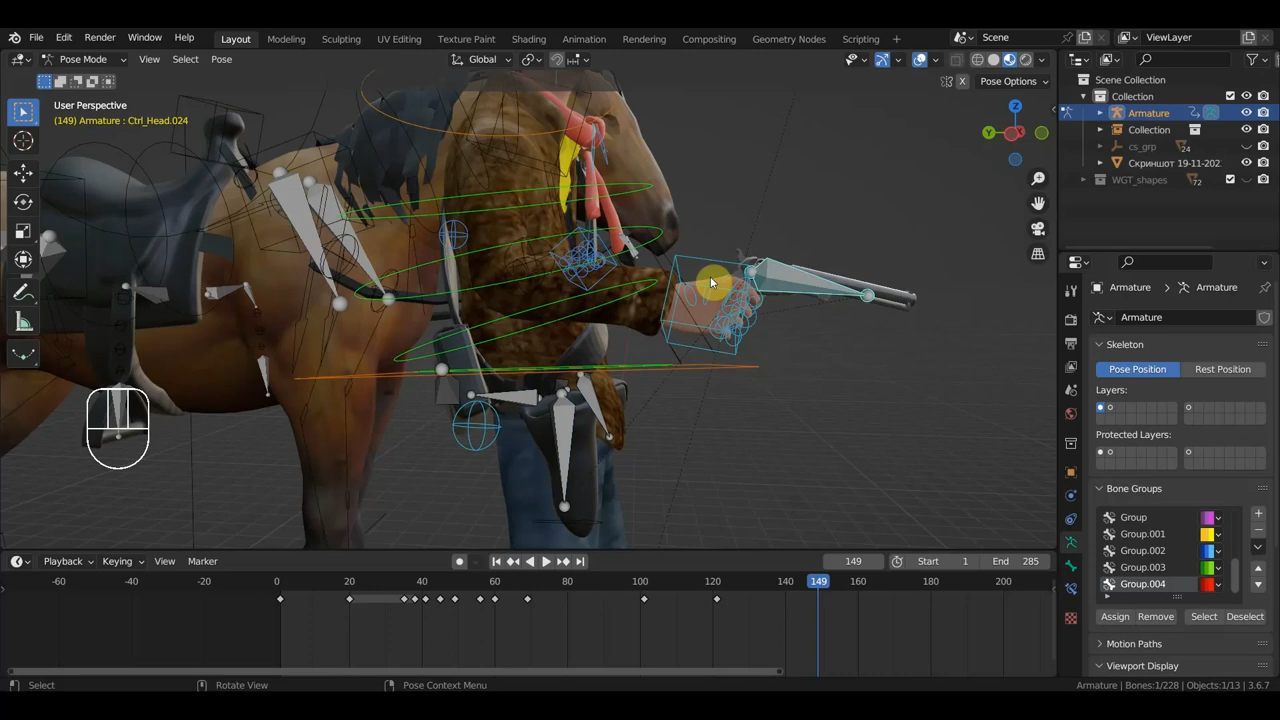 File Edit Render Window Help Layout Modeling Sculpting UV Editing Texture Paint Shading Animation Rendering Compositing Geometry Nodes Scripting + Scene ViewLayer
Pose Mode View Select Pose Global
X Pose Options
User Perspective
(149) Armature : Ctrl_Head.024
Z
Y
X
Scene Collection
Collection
Armature
Collection
cs_grp 24
Скриншот 19-11-202
WGT_shapes 72
Armature Armature
Armature
Skeleton
Pose Position Rest Position
Layers:
Protected Layers:
Bone Groups
Group
Group.001
Group.002
Group.003
Group.004
Assign Remove Select Deselect
Motion Paths
Viewport Display
Playback Keying View Marker 149 Start 1 End 285
-60 -40 -20 0 20 40 60 80 100 120 140 149 160 180 200
Select Rotate View Pose Context Menu Armature | Bones:1/228 | Objects:1/13 | 3.6.7